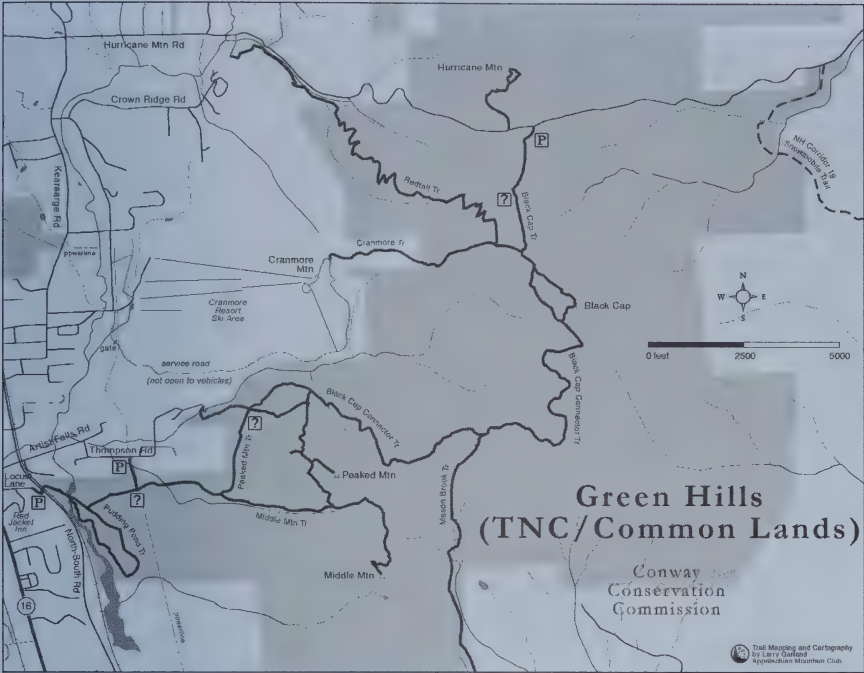 Hurricane Mtn Rd
Hurricane Mtn
Crown Ridge Rd
P
NH Corridor 19
Snowmobile Trail
Kearsarge Rd
Redtail Tr
?
Black Cap Tr
powerline
Cranmore Tr
Cranmore
Mtn
N
W E
S
Cranmore
Resort
Ski Area
Black Cap
0 feet 2500 5000
gate
service road
(not open to vehicles)
Black Cap Connector Tr
Black Cap Connector Tr
Artist Falls Rd
?
Thompson Rd
Peaked Mtn Tr
P
Peaked Mtn
Locust
Lane
P
?
Mason Brook Tr
Red
Jacket
Inn
Pudding Pond Tr
Middle Mtn Tr
North-South Rd
Middle Mtn
16
powerline
Green Hills
(TNC/Common Lands)
Conway
Conservation
Commission
Trail Mapping and Cartography
by Larry Garland
Appalachian Mountain Club